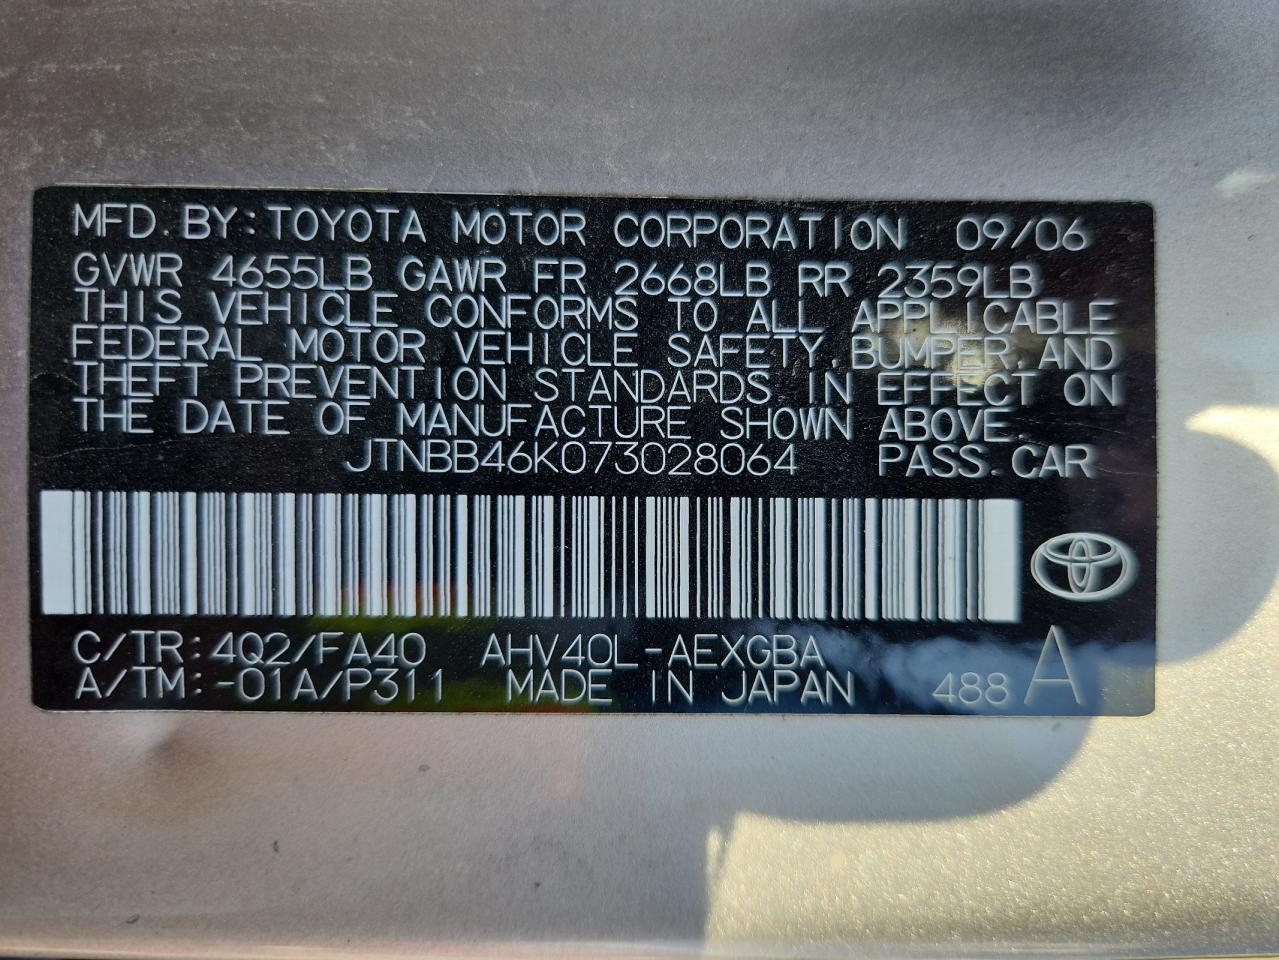 MFD. BY: TOYOTA MOTOR CORPORATION 09/06
GVWR 4655LB GAWR FR 2668LB RR 2359LB
THIS VEHICLE CONFORMS TO ALL APPLICABLE
FEDERAL MOTOR VEHICLE SAFETY, BUMPER, AND
THEFT PREVENTION STANDARDS IN EFFECT ON
THE DATE OF MANUFACTURE SHOWN ABOVE.
JTNBB46K073028064 PASS. CAR
C/TR: 4Q2/FA40 AHV40L-AEXGBA
A/TM: -01A/P311 MADE IN JAPAN 488 A